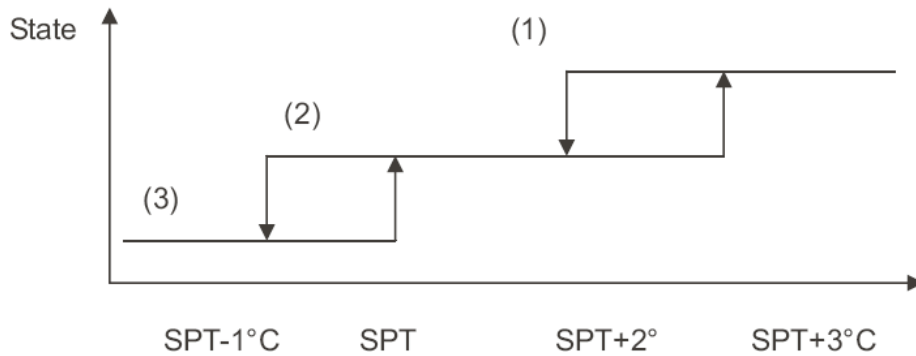 State
(1)
(2)
(3)
SPT-1°C SPT SPT+2° SPT+3°C